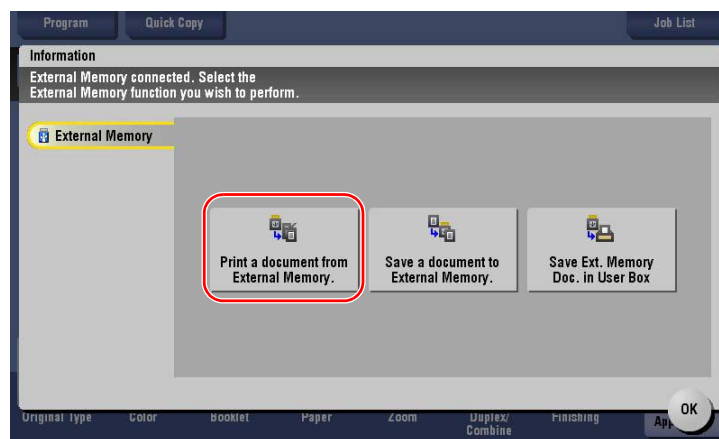 Program Quick Copy Job List
Information
External Memory connected. Select the
External Memory function you wish to perform.
External Memory
Print a document from
External Memory.
Save a document to
External Memory.
Save Ext. Memory
Doc. in User Box
OK
Original Type Color Booklet Paper Zoom Duplex/
Combine Finishing